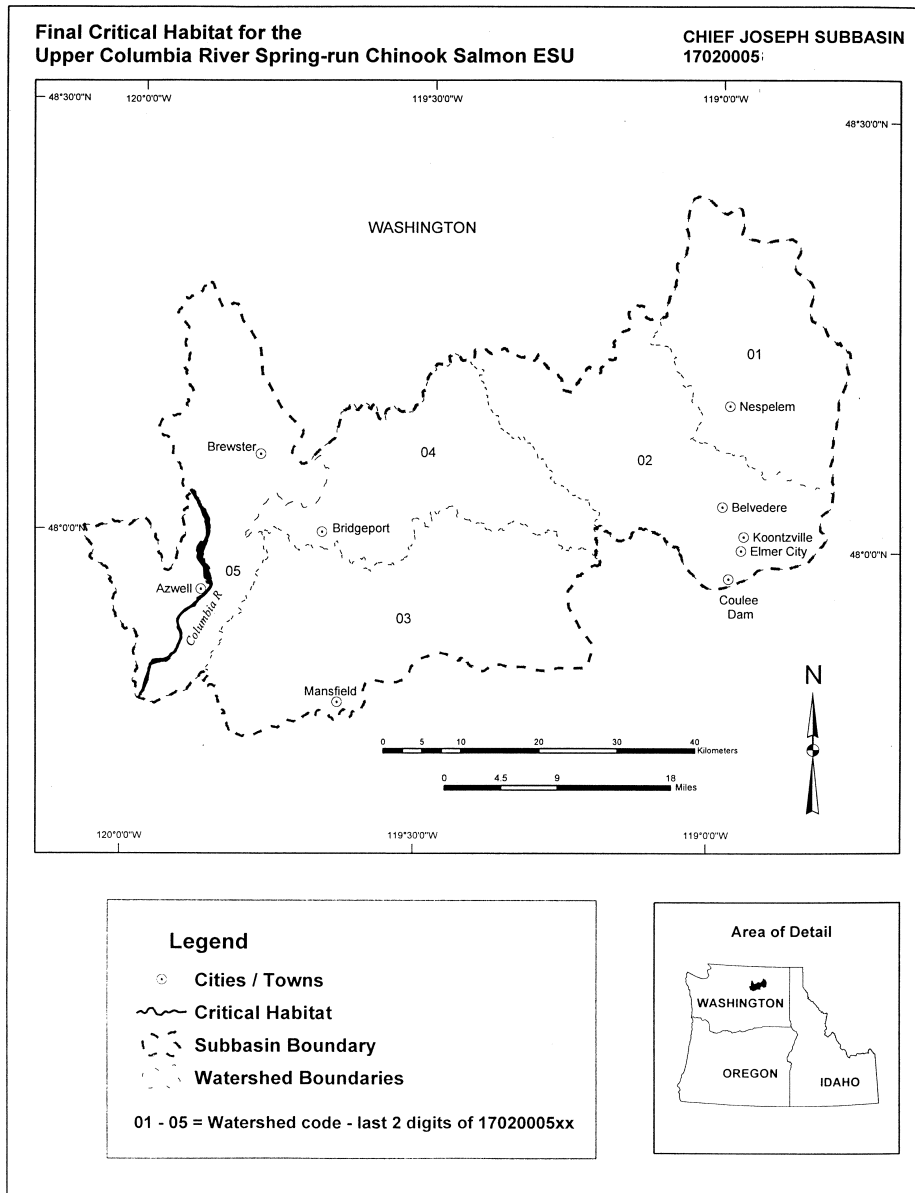 Final Critical Habitat for the
Upper Columbia River Spring-run Chinook Salmon ESU
CHIEF JOSEPH SUBBASIN
17020005
48°30'0"N
120°0'0"W
119°30'0"W
119°0'0"W
48°30'0"N
WASHINGTON
01
Nespelem
Brewster
04
02
Belvedere
48°0'0"N
Bridgeport
Koontzville
Elmer City
48°0'0"N
05
Azwell
Columbia R
Coulee
Dam
03
Mansfield
N
0 5 10 20 30 40
Kilometers
0 4.5 9 18
Miles
120°0'0"W
119°30'0"W
119°0'0"W
Legend
Cities / Towns
Critical Habitat
Subbasin Boundary
Watershed Boundaries
01 - 05 = Watershed code - last 2 digits of 17020005xx
Area of Detail
WASHINGTON
OREGON
IDAHO